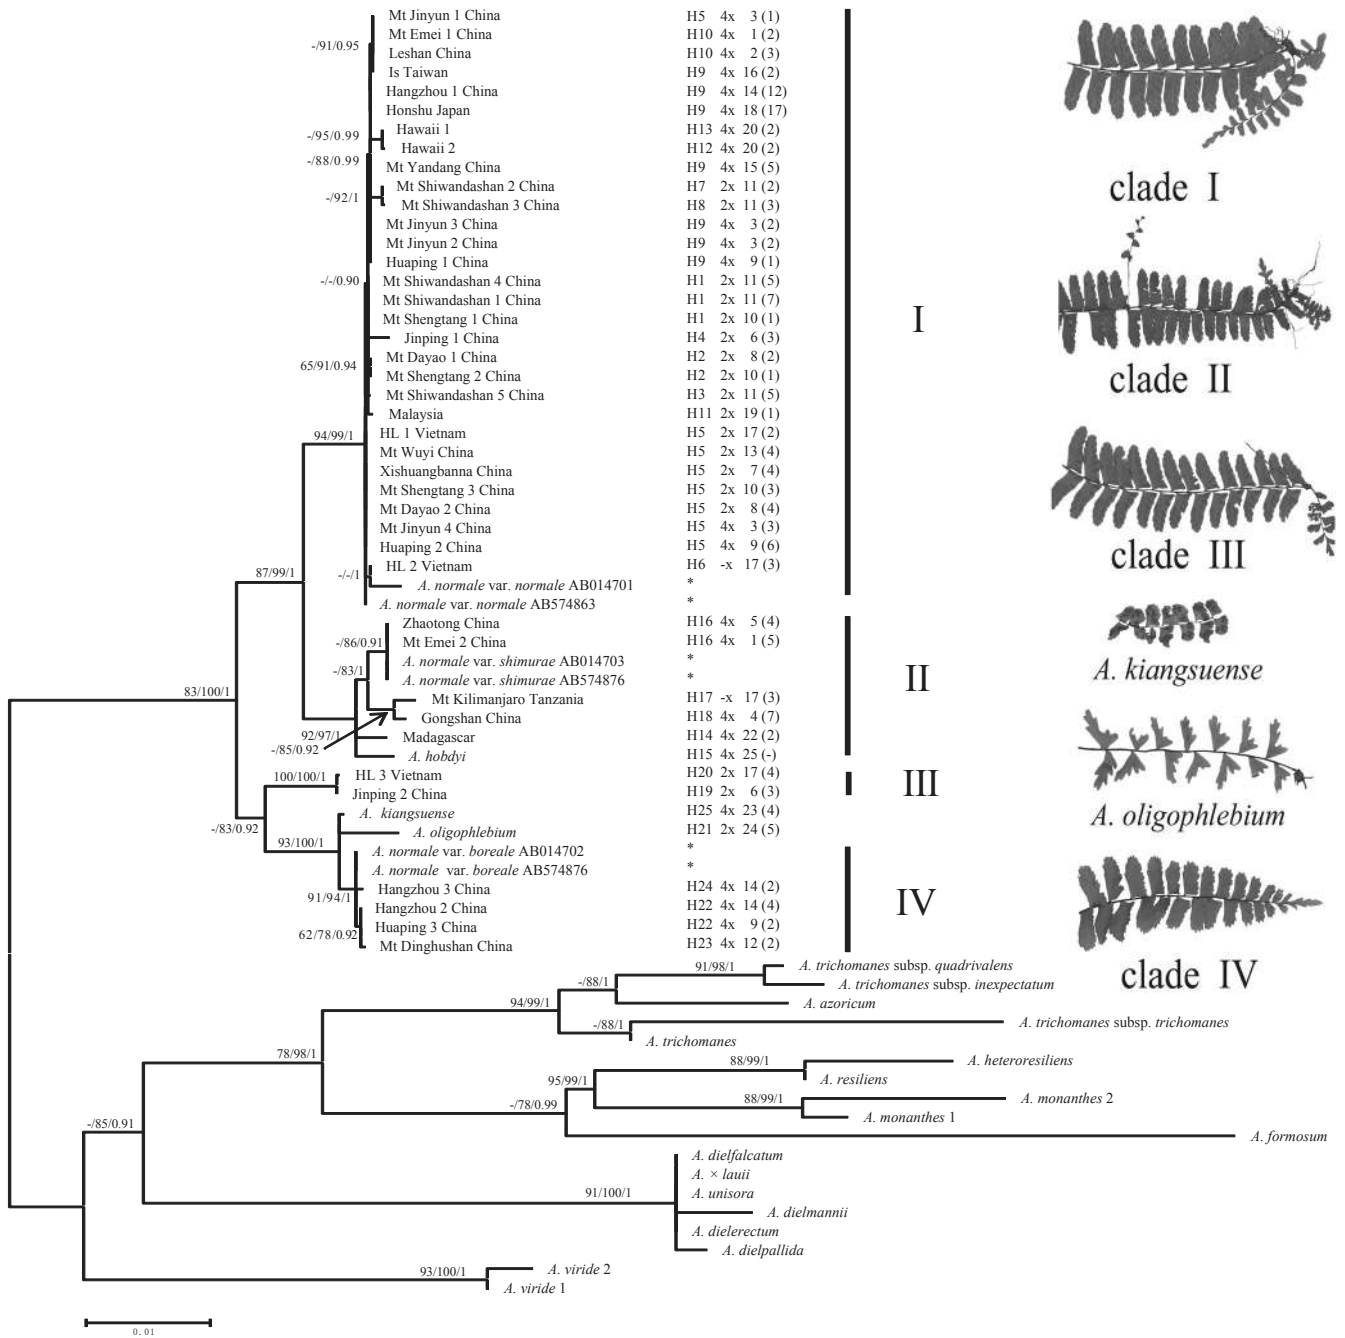 Mt Jinyun 1 China H5 4x 3 (1)
Mt Emei 1 China H10 4x 1 (2)
-/91/0.95
Leshan China H10 4x 2 (3)
Is Taiwan H9 4x 16 (2)
Hangzhou 1 China H9 4x 14 (12)
Honshu Japan H9 4x 18 (17)
Hawaii 1 H13 4x 20 (2)
-/95/0.99
Hawaii 2 H12 4x 20 (2)
-/88/0.99
Mt Yandang China H9 4x 15 (5)
Mt Shiwandashan 2 China H7 2x 11 (2)
-/92/1
Mt Shiwandashan 3 China H8 2x 11 (3)
Mt Jinyun 3 China H9 4x 3 (2)
Mt Jinyun 2 China H9 4x 3 (2)
Huaping 1 China H9 4x 9 (1)
-/-/0.90
Mt Shiwandashan 4 China H1 2x 11 (5)
Mt Shiwandashan 1 China H1 2x 11 (7)
Mt Shengtang 1 China H1 2x 10 (1)
Jinping 1 China H4 2x 6 (3)
Mt Dayao 1 China H2 2x 8 (2)
65/91/0.94
Mt Shengtang 2 China H2 2x 10 (1)
Mt Shiwandashan 5 China H3 2x 11 (5)
Malaysia H11 2x 19 (1)
94/99/1
HL 1 Vietnam H5 2x 17 (2)
Mt Wuyi China H5 2x 13 (4)
Xishuangbanna China H5 2x 7 (4)
Mt Shengtang 3 China H5 2x 10 (3)
Mt Dayao 2 China H5 2x 8 (4)
Mt Jinyun 4 China H5 4x 3 (3)
Huaping 2 China H5 4x 9 (6)
HL 2 Vietnam H6 -x 17 (3)
87/99/1
-/-/1
A. normale var. normale AB014701 *
A. normale var. normale AB574863 *
I
Zhaotong China H16 4x 5 (4)
-/86/0.91
Mt Emei 2 China H16 4x 1 (5)
A. normale var. shimurae AB014703 *
-/83/1
A. normale var. shimurae AB574876 *
83/100/1
Mt Kilimanjaro Tanzania H17 -x 17 (3)
Gongshan China H18 4x 4 (7)
92/97/1
Madagascar H14 4x 22 (2)
-/85/0.92
A. hobdyi H15 4x 25 (-)
II
100/100/1
HL 3 Vietnam H20 2x 17 (4)
Jinping 2 China H19 2x 6 (3)
III
A. kiangsuense H25 4x 23 (4)
-/83/0.92
A. oligophlebium H21 2x 24 (5)
93/100/1
A. normale var. boreale AB014702 *
A. normale var. boreale AB574876 *
Hangzhou 3 China H24 4x 14 (2)
91/94/1
Hangzhou 2 China H22 4x 14 (4)
Huaping 3 China H22 4x 9 (2)
62/78/0.92
Mt Dinghushan China H23 4x 12 (2)
IV
clade I
clade II
clade III
A. kiangsuense
A. oligophlebium
clade IV
91/98/1
A. trichomanes subsp. quadrivalens
-/88/1
A. trichomanes subsp. inexpectatum
94/99/1
A. azoricum
-/88/1
A. trichomanes subsp. trichomanes
A. trichomanes
78/98/1
88/99/1
A. heteroresiliens
95/99/1
A. resiliens
88/99/1
A. monanthes 2
-/78/0.99
A. monanthes 1
-/85/0.91
A. formosum
A. dielfalcatum
A. × lauii
91/100/1
A. unisora
A. dielmannii
A. dielerectum
A. dielpallida
93/100/1
A. viride 2
A. viride 1
0.01